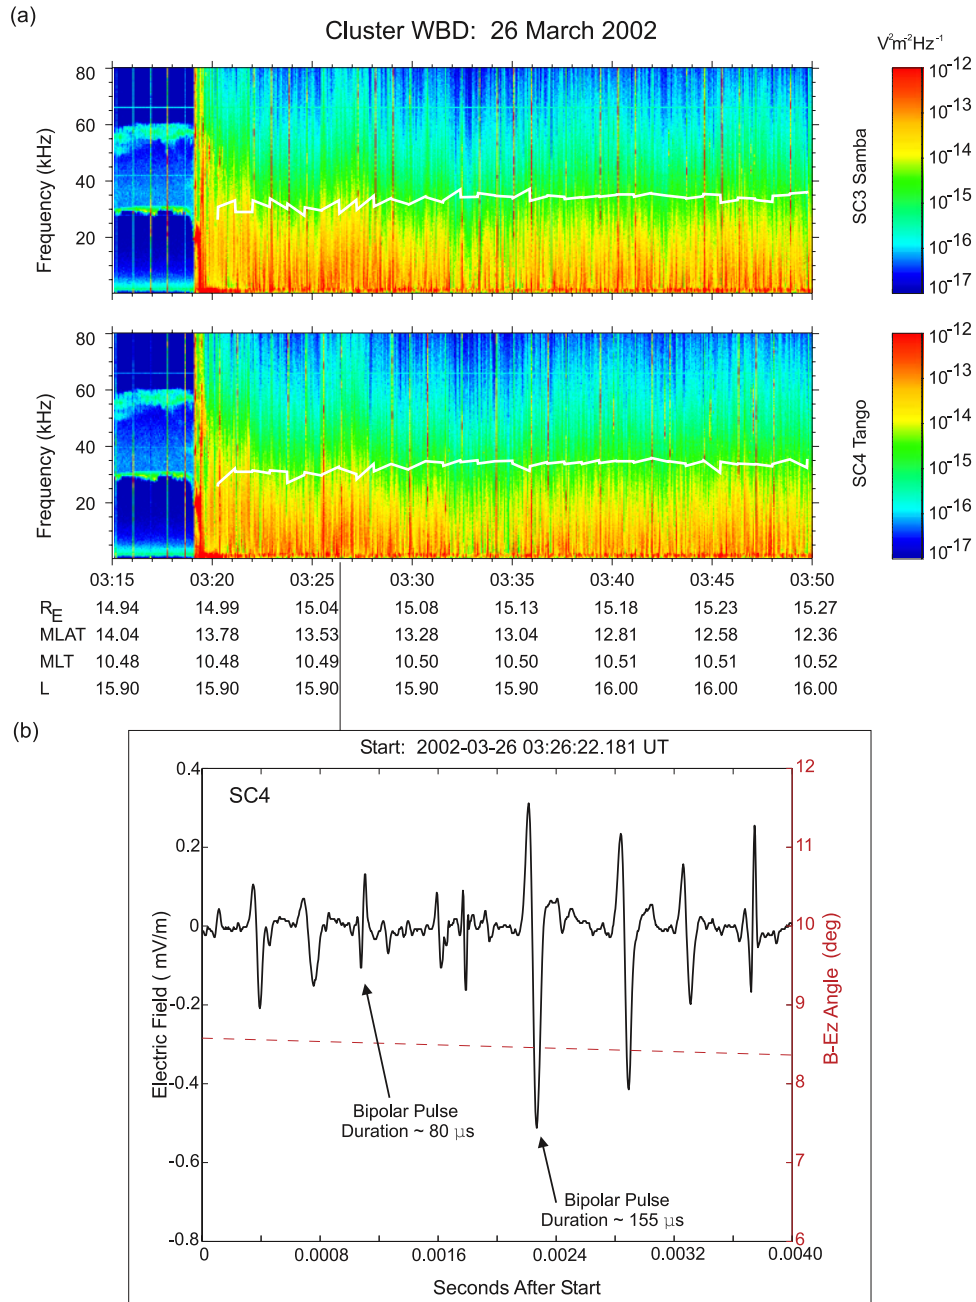 (a)
Cluster WBD: 26 March 2002
V²m⁻²Hz⁻¹
80
60
40
20
Frequency (kHz)
10⁻¹²
10⁻¹³
10⁻¹⁴
10⁻¹⁵
10⁻¹⁶
10⁻¹⁷
SC3 Samba
80
60
40
20
Frequency (kHz)
10⁻¹²
10⁻¹³
10⁻¹⁴
10⁻¹⁵
10⁻¹⁶
10⁻¹⁷
SC4 Tango
03:15 03:20 03:25 03:30 03:35 03:40 03:45 03:50
R_E 14.94 14.99 15.04 15.08 15.13 15.18 15.23 15.27
MLAT 14.04 13.78 13.53 13.28 13.04 12.81 12.58 12.36
MLT 10.48 10.48 10.49 10.50 10.50 10.51 10.51 10.52
L 15.90 15.90 15.90 15.90 15.90 16.00 16.00 16.00
(b)
Start: 2002-03-26 03:26:22.181 UT
SC4
0.4
0.2
0
-0.2
-0.4
-0.6
-0.8
Electric Field ( mV/m)
12
11
10
9
8
7
6
B-Ez Angle (deg)
Bipolar Pulse
Duration ~ 80 μs
Bipolar Pulse
Duration ~ 155 μs
0 0.0008 0.0016 0.0024 0.0032 0.0040
Seconds After Start